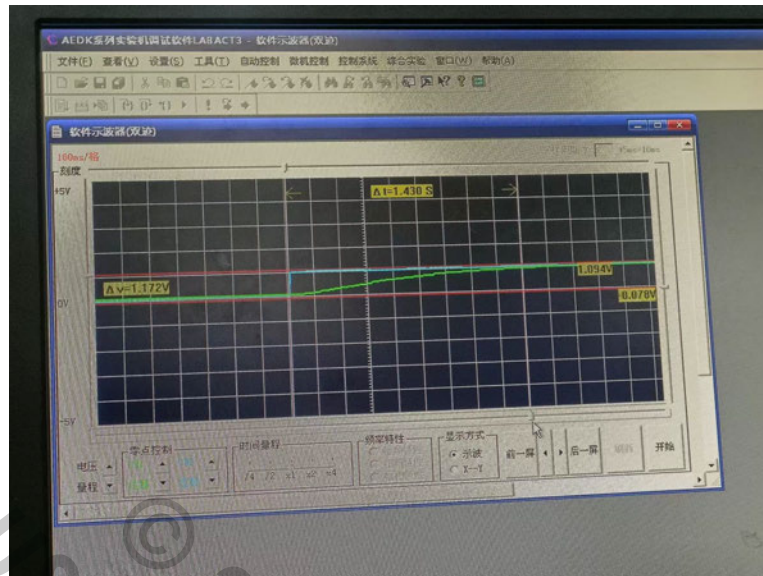 AEDK系列实验机调试软件LABACT3 - 软件示波器(双迹)
文件(F) 查看(V) 设置(S) 工具(T) 自动控制 微机控制 控制系统 综合实验 窗口(W) 帮助(A)
软件示波器(双迹)
100ms/格
刻度
+5V
Δt=1.430 S
Δv=1.172V
1.094V
0V
-0.078V
-5V
零点控制
时间量程
频率特性
显示方式
电压
量程
/4 /2 x1 x2 x4
示波
X--Y
前一屏
后一屏
开始